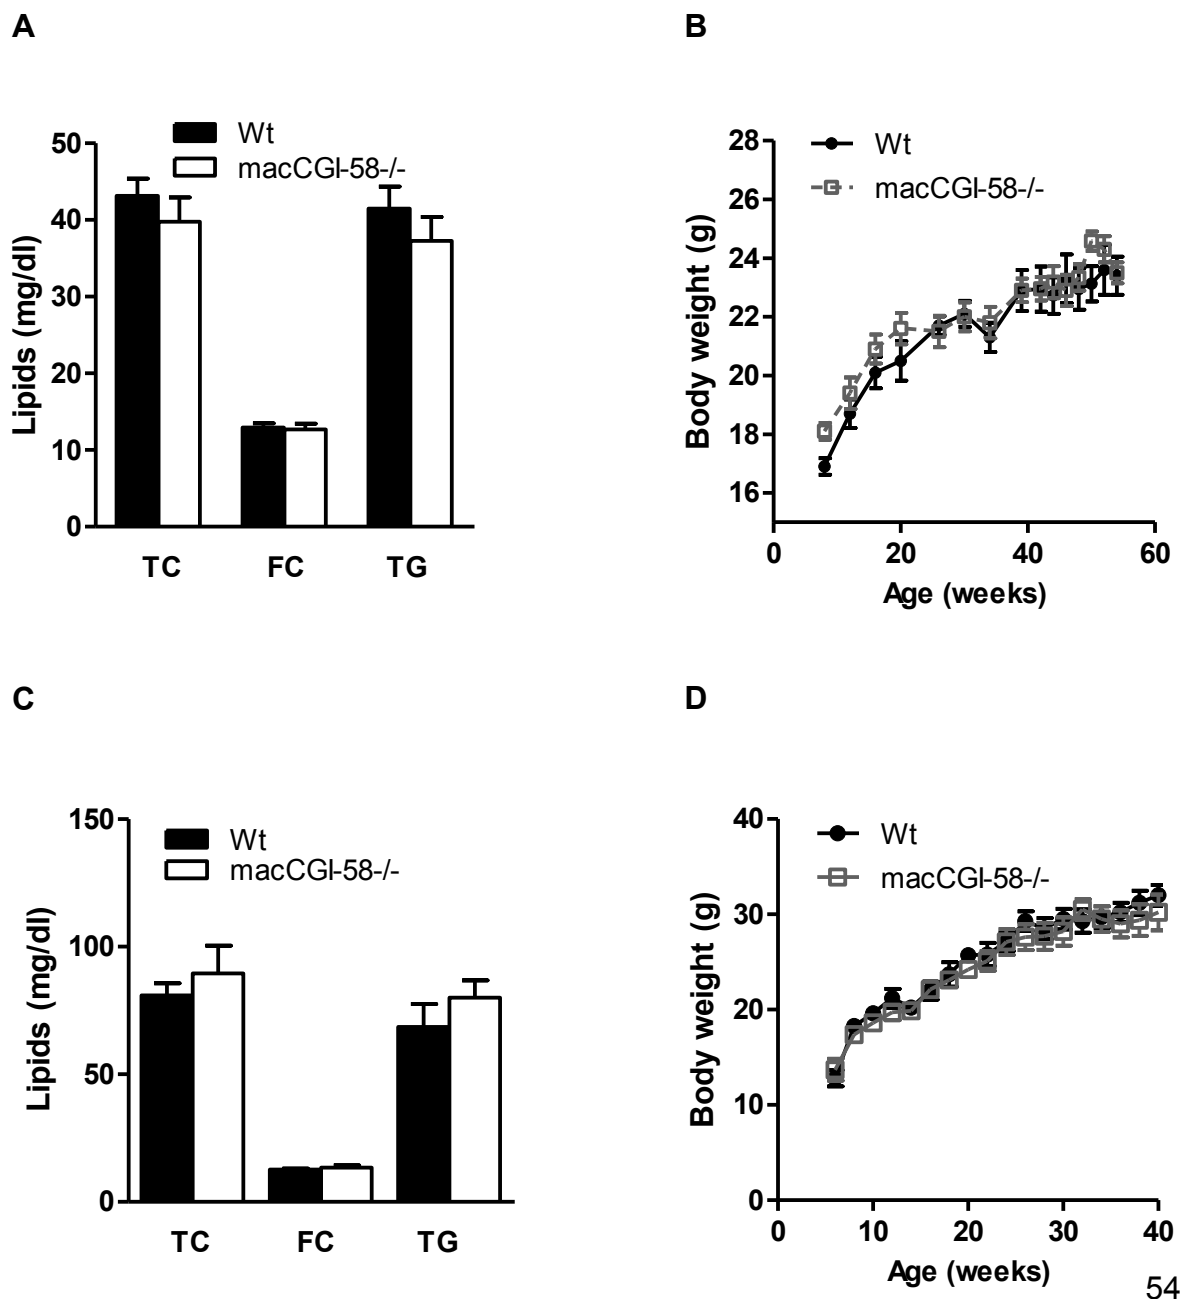 A
Wt
macCGI-58-/-
50
40
30
20
10
0
Lipids (mg/dl)
TC FC TG
B
Wt
macCGI-58-/-
28
26
24
22
20
18
16
Body weight (g)
0 20 40 60
Age (weeks)
C
Wt
macCGI-58-/-
150
100
50
0
Lipids (mg/dl)
TC FC TG
D
Wt
macCGI-58-/-
40
30
20
10
0
Body weight (g)
0 10 20 30 40
Age (weeks)
54